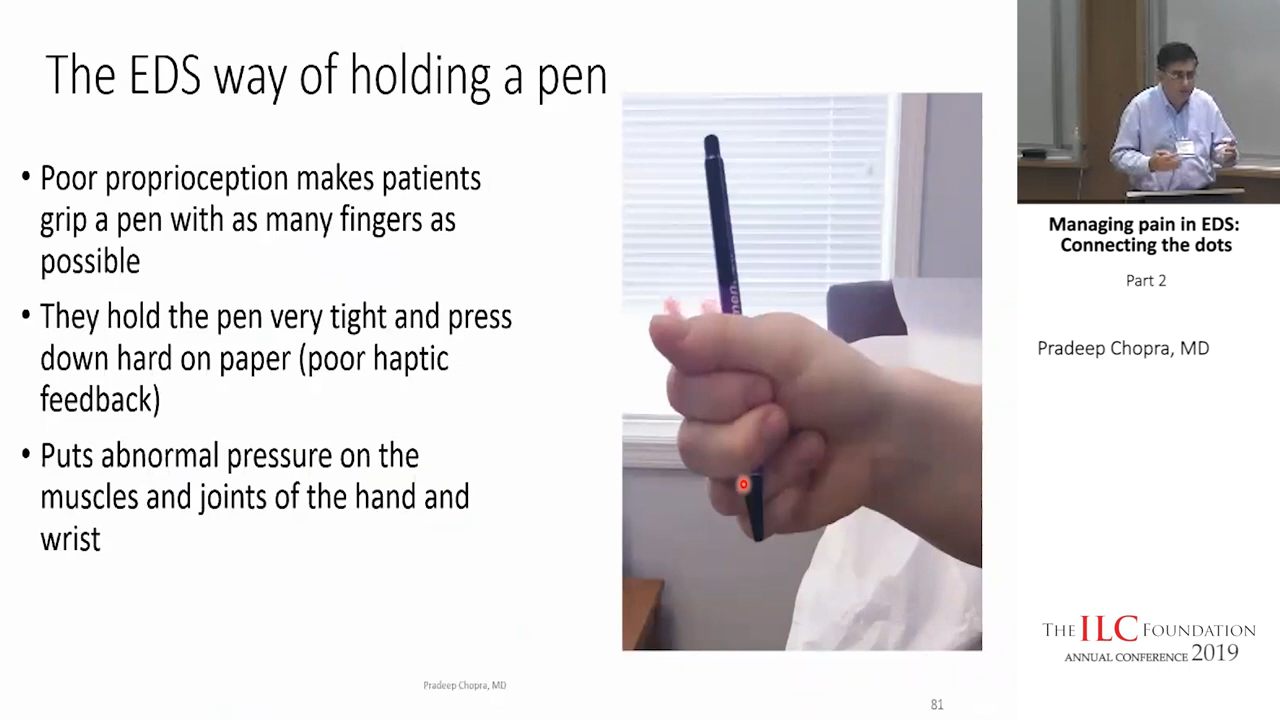 The EDS way of holding a pen
• Poor proprioception makes patients
grip a pen with as many fingers as
possible
• They hold the pen very tight and press
down hard on paper (poor haptic
feedback)
• Puts abnormal pressure on the
muscles and joints of the hand and
wrist
Pradeep Chopra, MD
81
Managing pain in EDS:
Connecting the dots
Part 2
Pradeep Chopra, MD
THE ILC FOUNDATION
ANNUAL CONFERENCE 2019